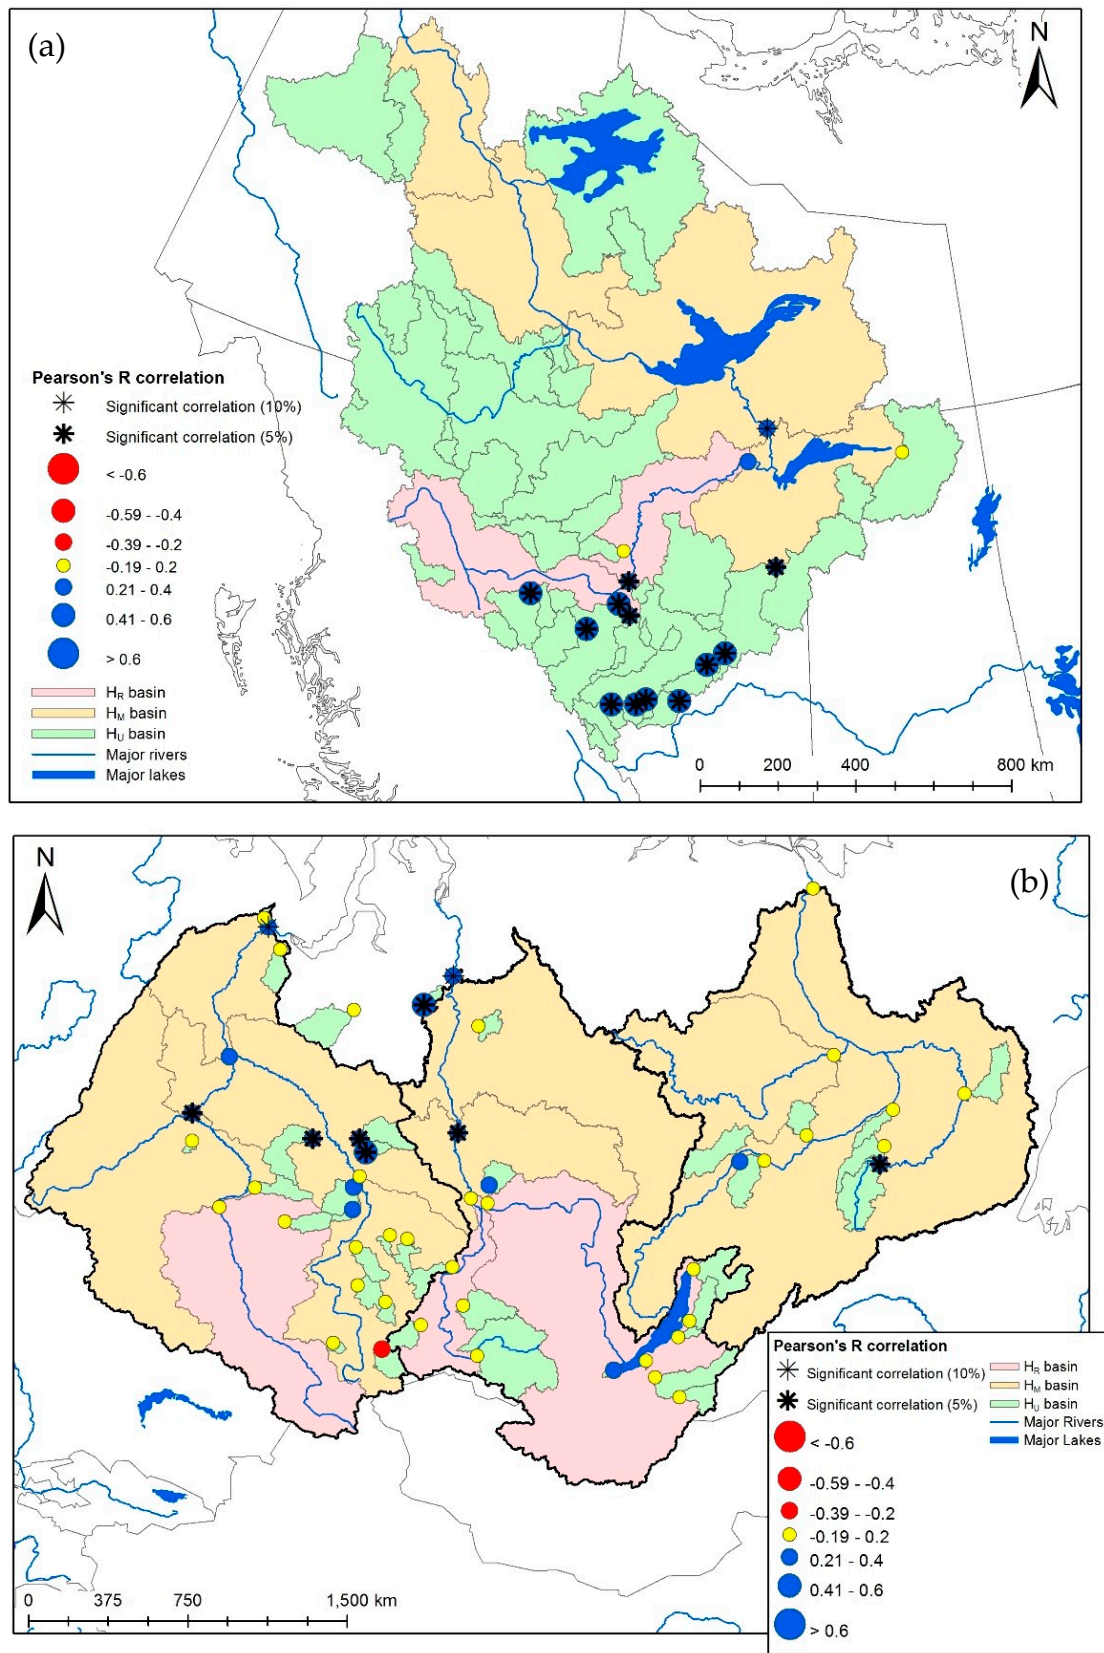 (a)
N
Pearson's R correlation
Significant correlation (10%)
Significant correlation (5%)
< -0.6
-0.59 - -0.4
-0.39 - -0.2
-0.19 - 0.2
0.21 - 0.4
0.41 - 0.6
> 0.6
HR basin
HM basin
HU basin
Major rivers
Major lakes
0 200 400 800 km
N
(b)
Pearson's R correlation
Significant correlation (10%)
Significant correlation (5%)
< -0.6
-0.59 - -0.4
-0.39 - -0.2
-0.19 - 0.2
0.21 - 0.4
0.41 - 0.6
> 0.6
HR basin
HM basin
HU basin
Major Rivers
Major Lakes
0 375 750 1,500 km